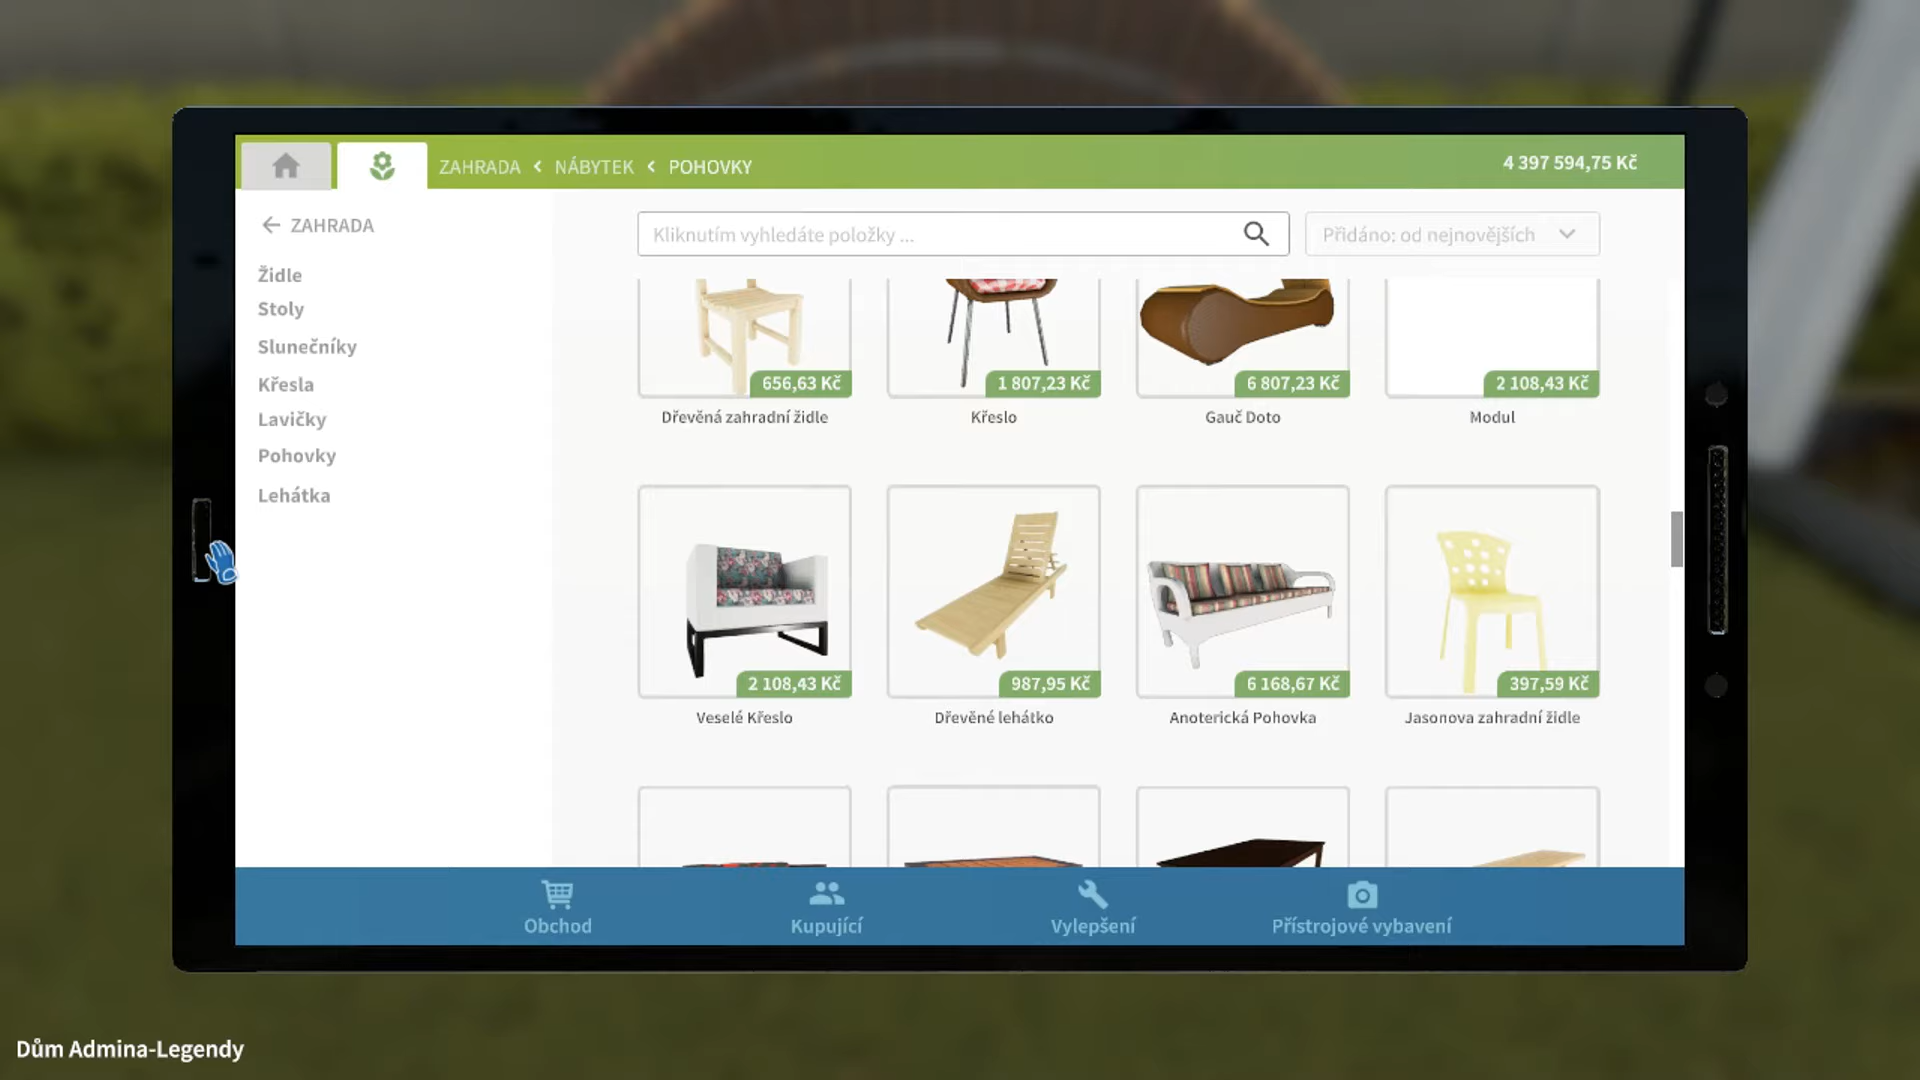 ZAHRADA < NÁBYTEK < POHOVKY
4 397 594,75 Kč
ZAHRADA
Kliknutím vyhledáte položky ...
Přidáno: od nejnovějších
Židle
Stoly
Slunečníky
Křesla
Lavičky
Pohovky
Lehátka
656,63 Kč
1 807,23 Kč
6 807,23 Kč
2 108,43 Kč
Dřevěná zahradní židle
Křeslo
Gauč Doto
Modul
2 108,43 Kč
987,95 Kč
6 168,67 Kč
397,59 Kč
Veselé Křeslo
Dřevěné lehátko
Anoterická Pohovka
Jasonova zahradní židle
Obchod
Kupující
Vylepšení
Přístrojové vybavení
Dům Admina-Legendy